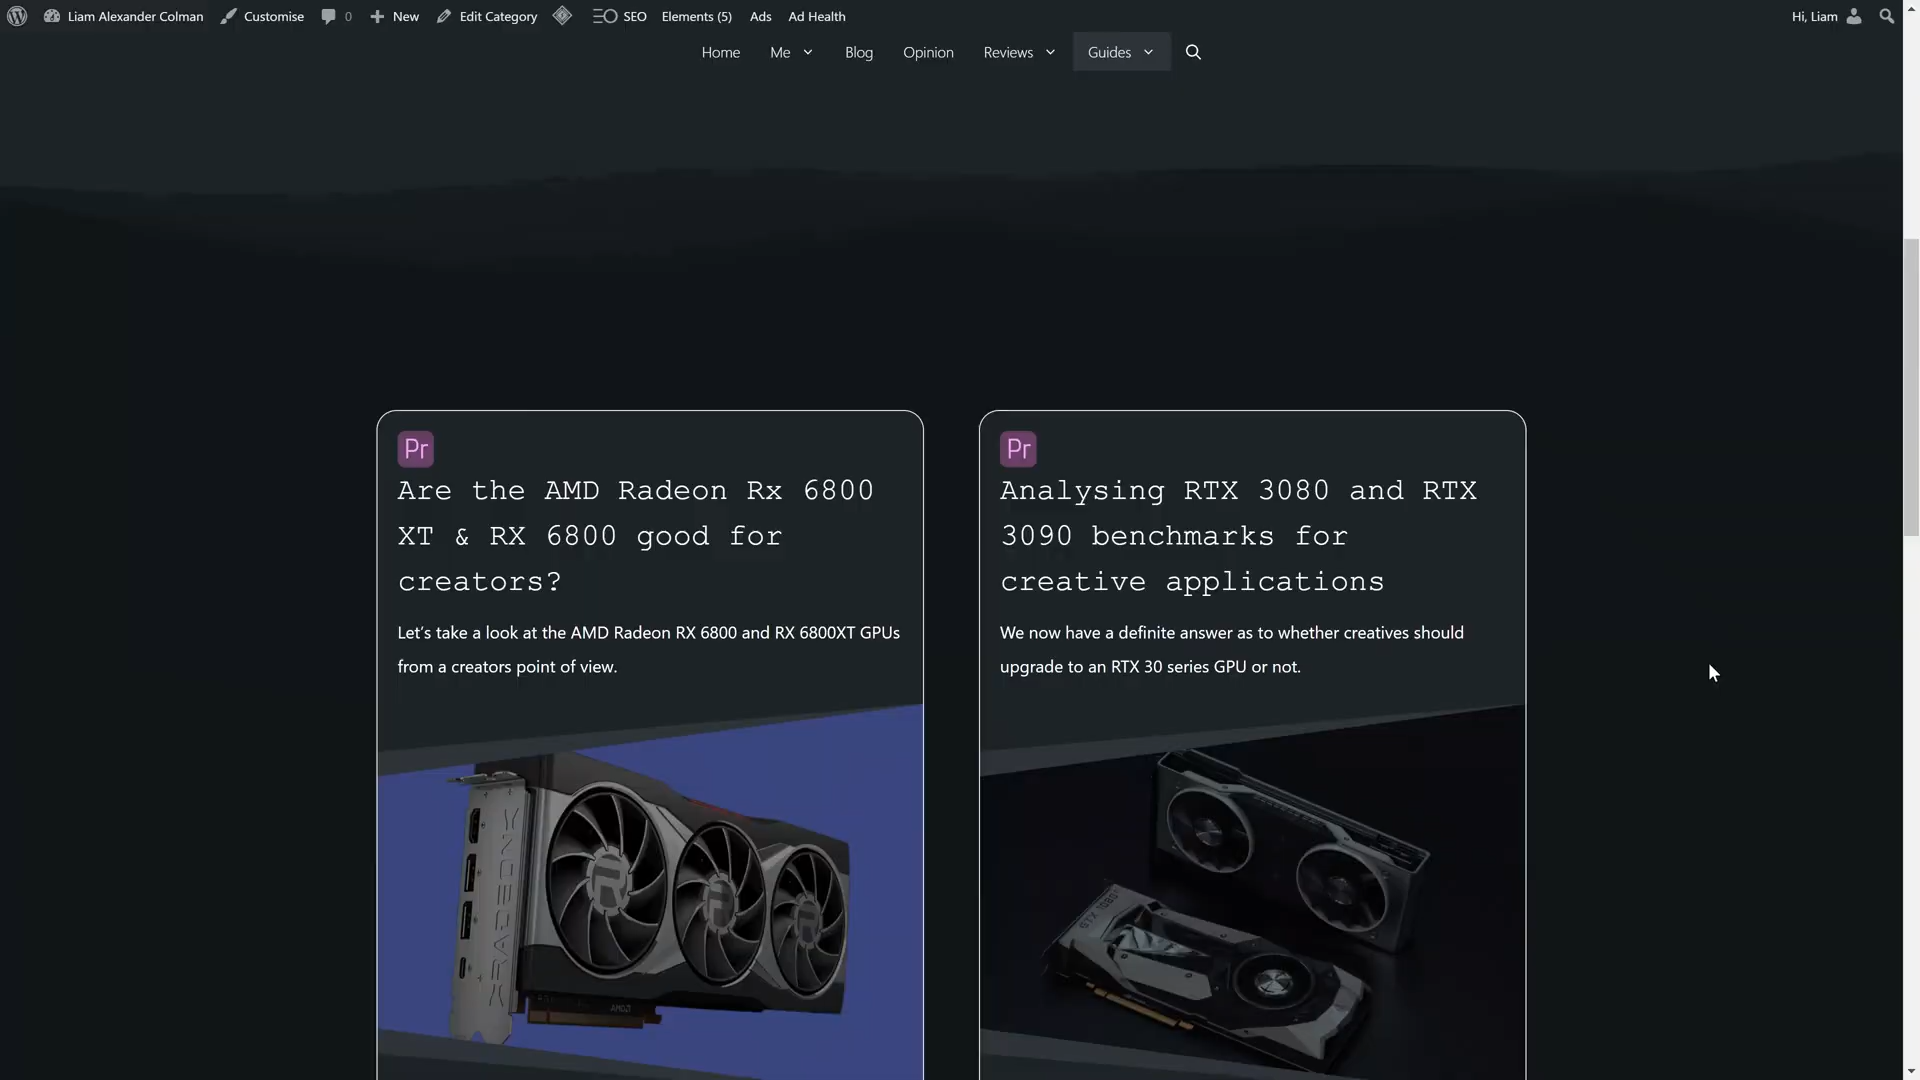 Liam Alexander Colman Customise 0 New Edit Category SEO Elements (5) Ads Ad Health Hi, Liam
Home Me Blog Opinion Reviews Guides
Pr
Are the AMD Radeon Rx 6800
XT & RX 6800 good for
creators?
Let’s take a look at the AMD Radeon RX 6800 and RX 6800XT GPUs
from a creators point of view.
RADEON
AMD
Pr
Analysing RTX 3080 and RTX
3090 benchmarks for
creative applications
We now have a definite answer as to whether creatives should
upgrade to an RTX 30 series GPU or not.
GTX 1080